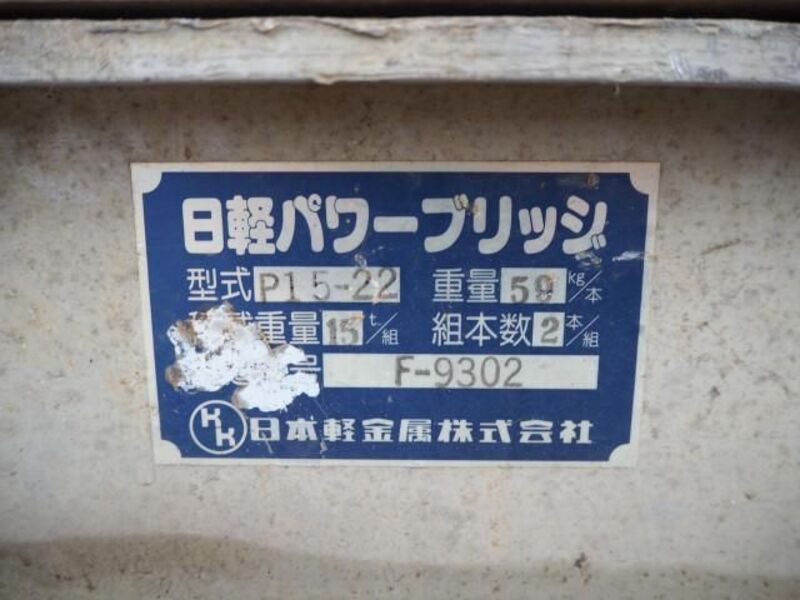 日軽パワーブリッジ
型式 P15-22 重量 59 kg/本
重量 15 t/組 組本数 2 本/組
号 F-9302
KK 日本軽金属株式会社